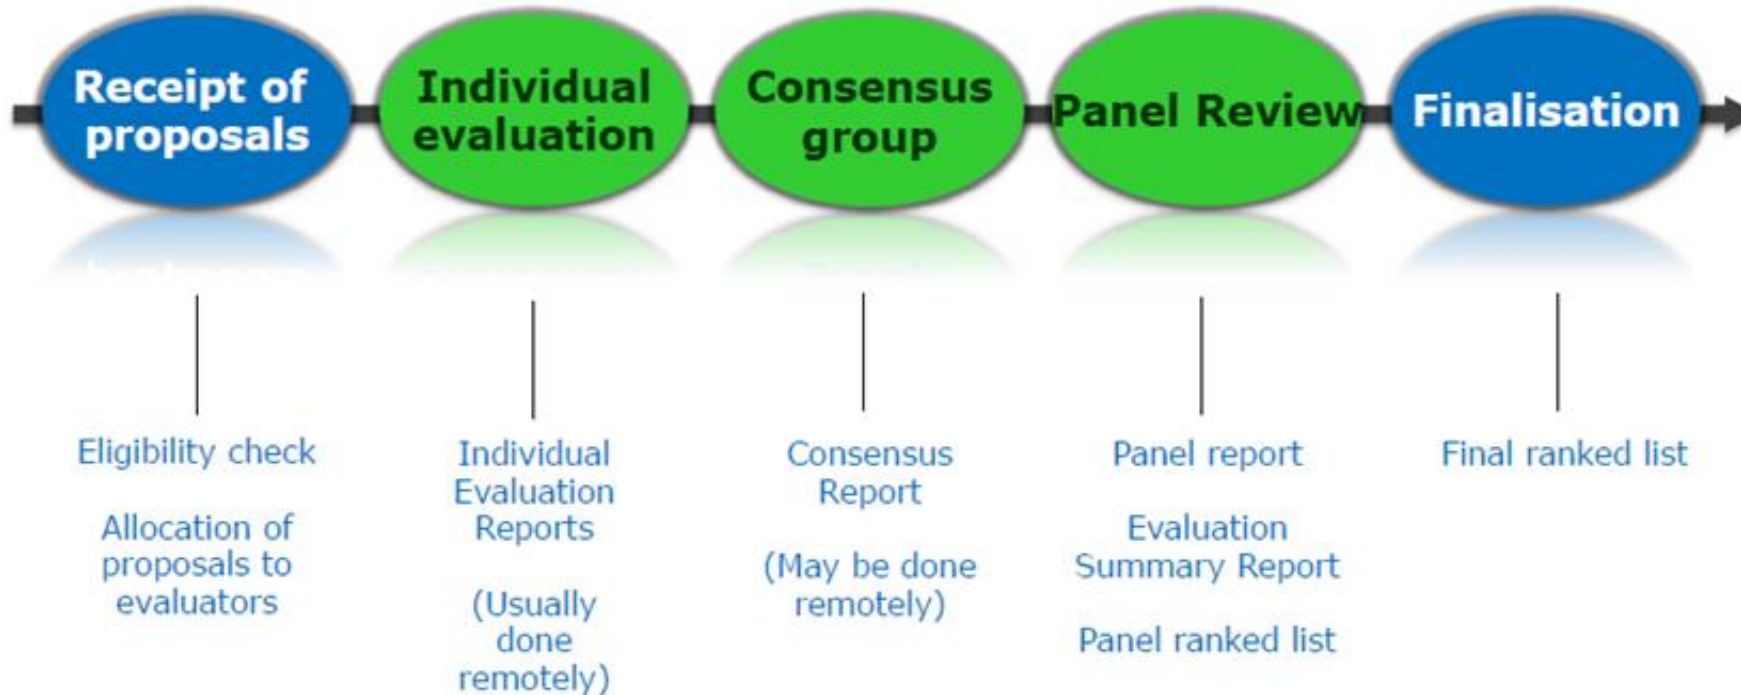 Receipt of
proposals
Individual
evaluation
Consensus
group
Panel Review
Finalisation
Eligibility check
Allocation of
proposals to
evaluators
Individual
Evaluation
Reports
(Usually
done
remotely)
Consensus
Report
(May be done
remotely)
Panel report
Evaluation
Summary Report
Panel ranked list
Final ranked list